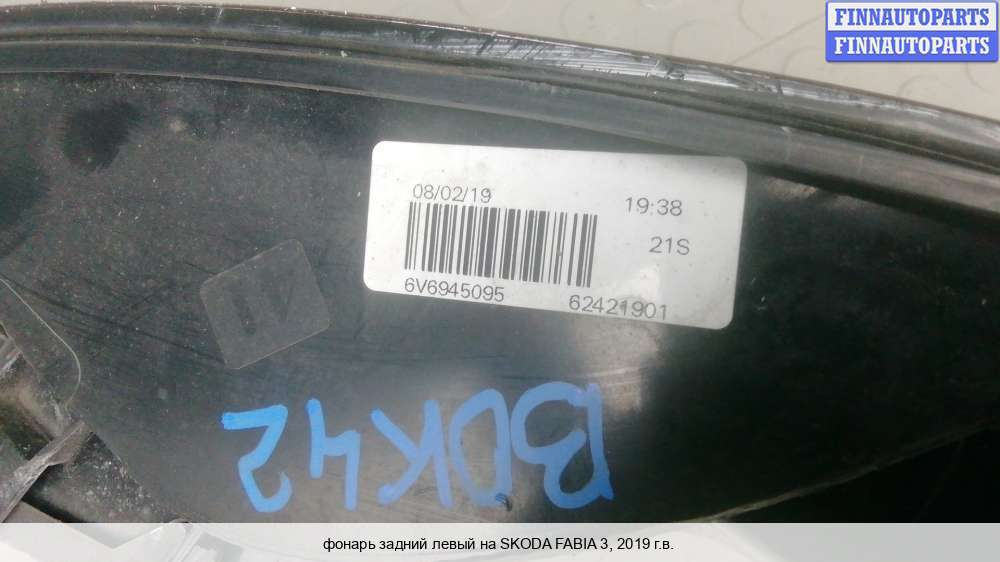 FINNAUTOPARTS
FINNAUTOPARTS
08/02/19 19:38
21S
6V6945095 62421901
BDK42
фонарь задний левый на SKODA FABIA 3, 2019 г.в.